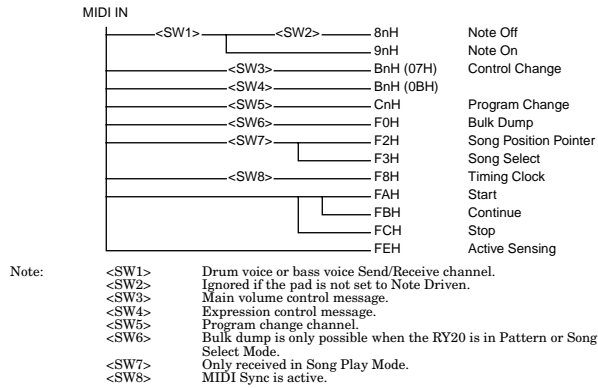 MIDI IN
<SW1> <SW2> 8nH Note Off
9nH Note On
<SW3> BnH (07H) Control Change
<SW4> BnH (0BH)
<SW5> CnH Program Change
<SW6> F0H Bulk Dump
<SW7> F2H Song Position Pointer
F3H Song Select
<SW8> F8H Timing Clock
FAH Start
FBH Continue
FCH Stop
FEH Active Sensing
Note: <SW1> Drum voice or bass voice Send/Receive channel.
<SW2> Ignored if the pad is not set to Note Driven.
<SW3> Main volume control message.
<SW4> Expression control message.
<SW5> Program change channel.
<SW6> Bulk dump is only possible when the RY20 is in Pattern or Song
Select Mode.
<SW7> Only received in Song Play Mode.
<SW8> MIDI Sync is active.